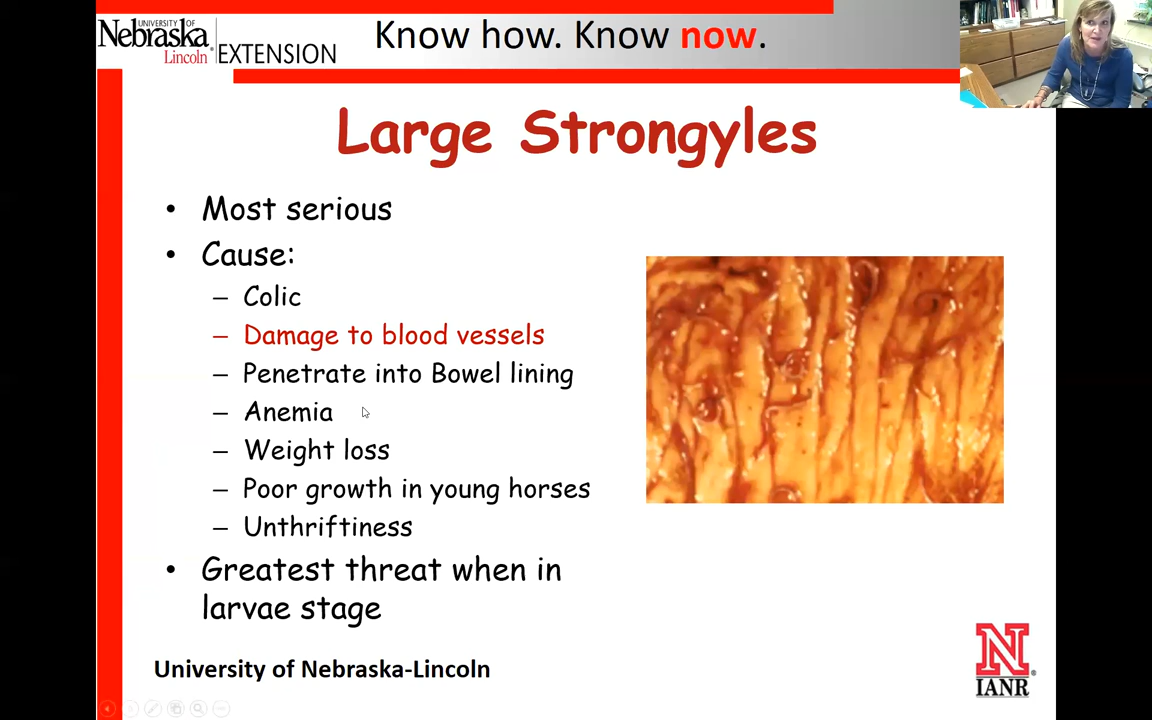 UNIVERSITY OF
Nebraska
Lincoln
EXTENSION
Know how. Know now.
Large Strongyles
• Most serious
• Cause:
– Colic
– Damage to blood vessels
– Penetrate into Bowel lining
– Anemia
– Weight loss
– Poor growth in young horses
– Unthriftiness
• Greatest threat when in
larvae stage
University of Nebraska-Lincoln
N
IANR